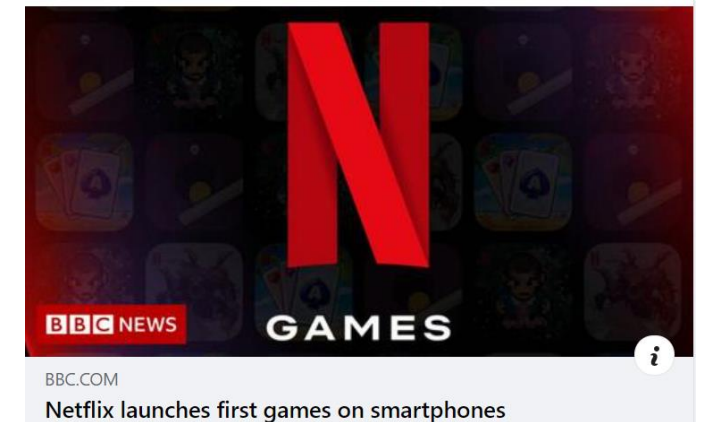 N
BBC NEWS
GAMES
i
BBC.COM
Netflix launches first games on smartphones